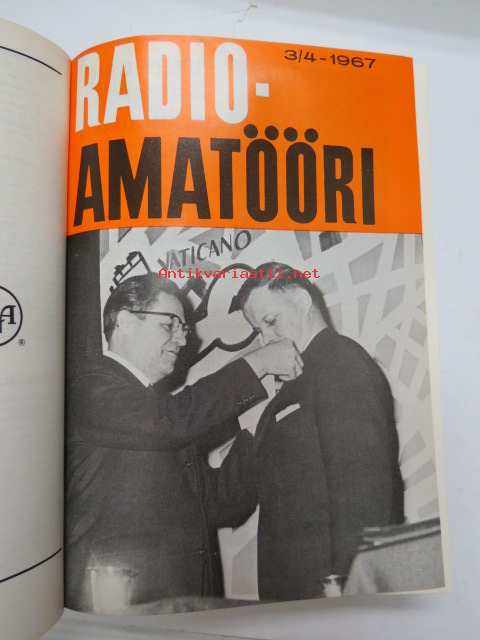 3/4-1967
RADIO-
AMATÖÖRI
VATICANO
Antikvariaatti.net
A
®